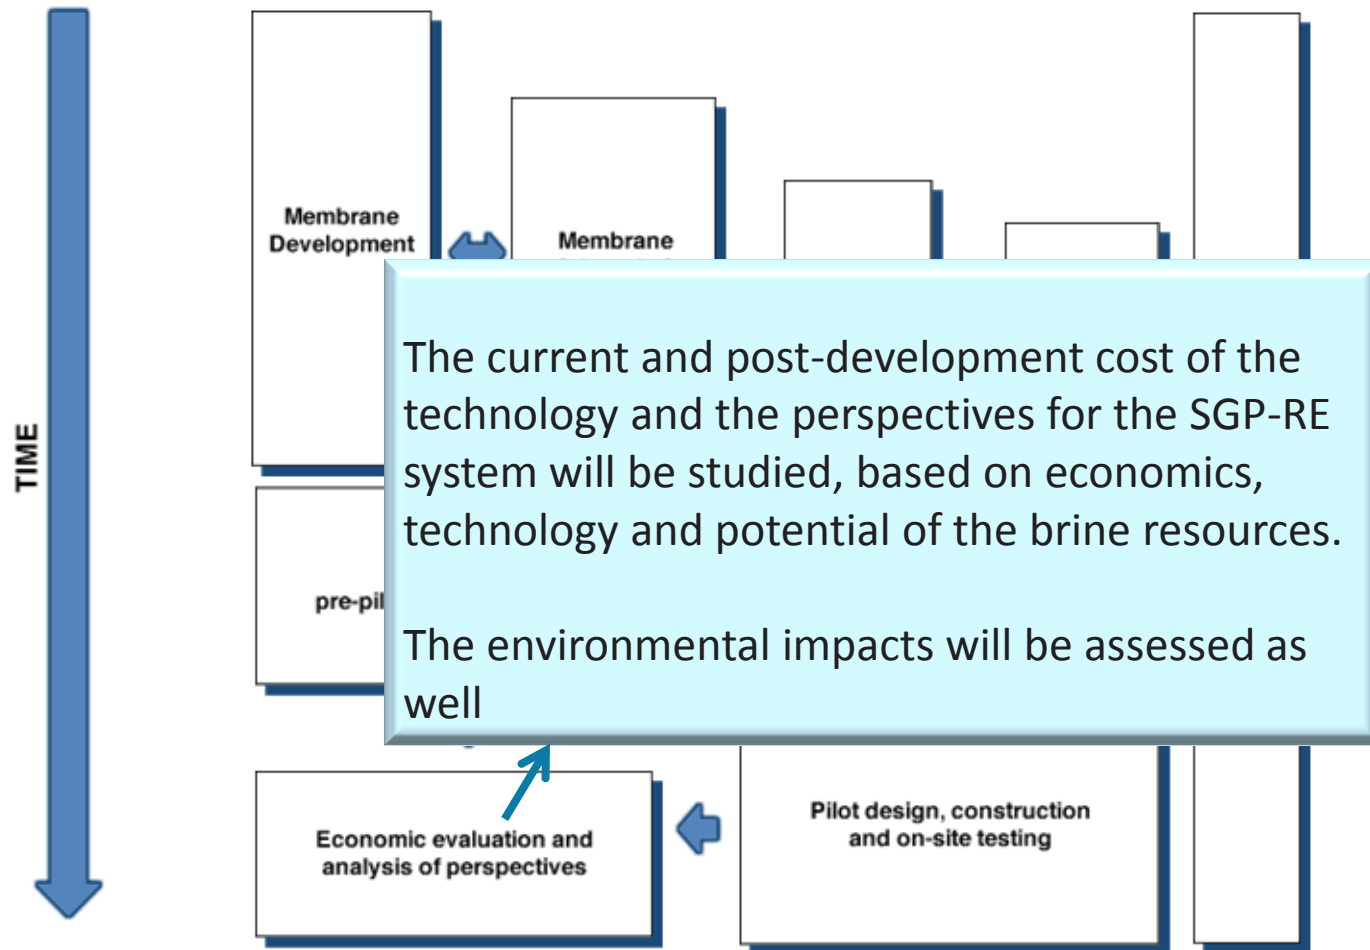 TIME
Membrane
Development
Membrane
The current and post-development cost of the
technology and the perspectives for the SGP-RE
system will be studied, based on economics,
technology and potential of the brine resources.
The environmental impacts will be assessed as
well
pre-pil
Economic evaluation and
analysis of perspectives
Pilot design, construction
and on-site testing